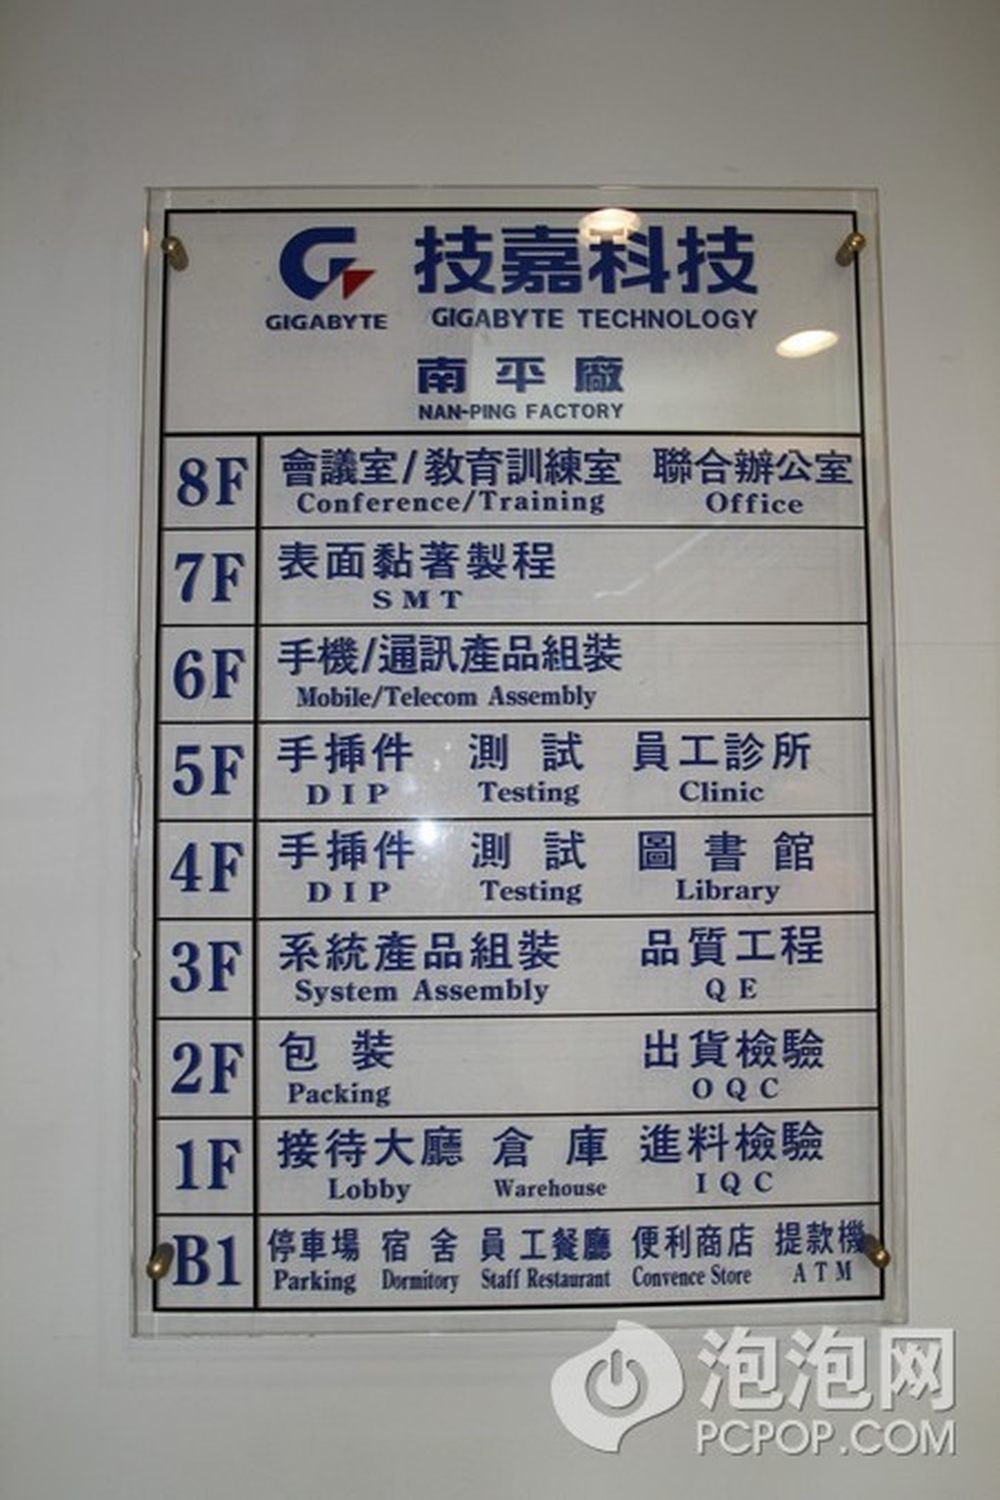 技嘉科技
GIGABYTE GIGABYTE TECHNOLOGY
南平廠
NAN-PING FACTORY
8F 會議室/教育訓練室 聯合辦公室
Conference/Training Office
7F 表面黏著製程
SMT
6F 手機/通訊產品組裝
Mobile/Telecom Assembly
5F 手挿件 測試 員工診所
DIP Testing Clinic
4F 手挿件 測試 圖書館
DIP Testing Library
3F 系統產品組裝 品質工程
System Assembly QE
2F 包裝 出貨檢驗
Packing OQC
1F 接待大廳 倉庫 進料檢驗
Lobby Warehouse IQC
B1 停車場 宿舍 員工餐廳 便利商店 提款機
Parking Dormitory Staff Restaurant Convence Store ATM
泡泡网
PCPOP.COM